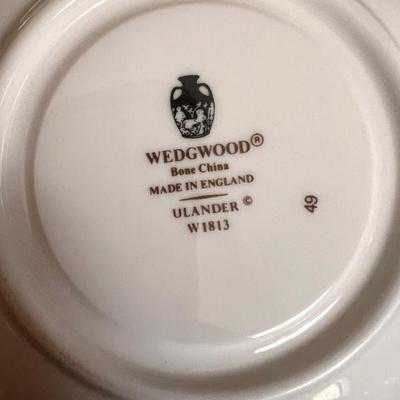 WEDGWOOD®
Bone China
MADE IN ENGLAND
ULANDER ©
W1813
49